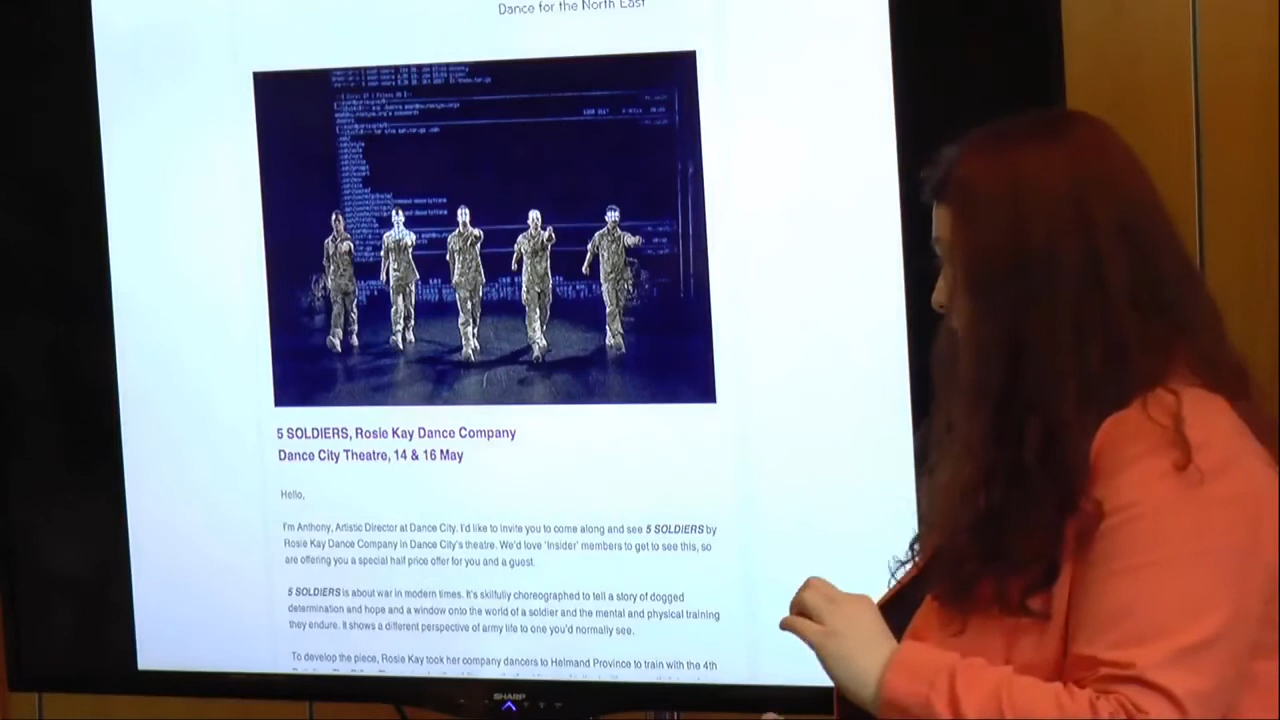 Dance for the North East
5 SOLDIERS, Rosie Kay Dance Company
Dance City Theatre, 14 & 16 May
Hello,
I'm Anthony, Artistic Director at Dance City. I'd like to invite you to come along and see 5 SOLDIERS by
Rosie Kay Dance Company in Dance City's theatre. We'd love 'Insider' members to get to see this, so
are offering you a special half price offer for you and a guest.
5 SOLDIERS is about war in modern times. It's skilfully choreographed to tell a story of dogged
determination and hope and a window onto the world of a soldier and the mental and physical training
they endure. It shows a different perspective of army life to one you'd normally see.
To develop the piece, Rosie Kay took her company dancers to Helmand Province to train with the 4th
SHARP